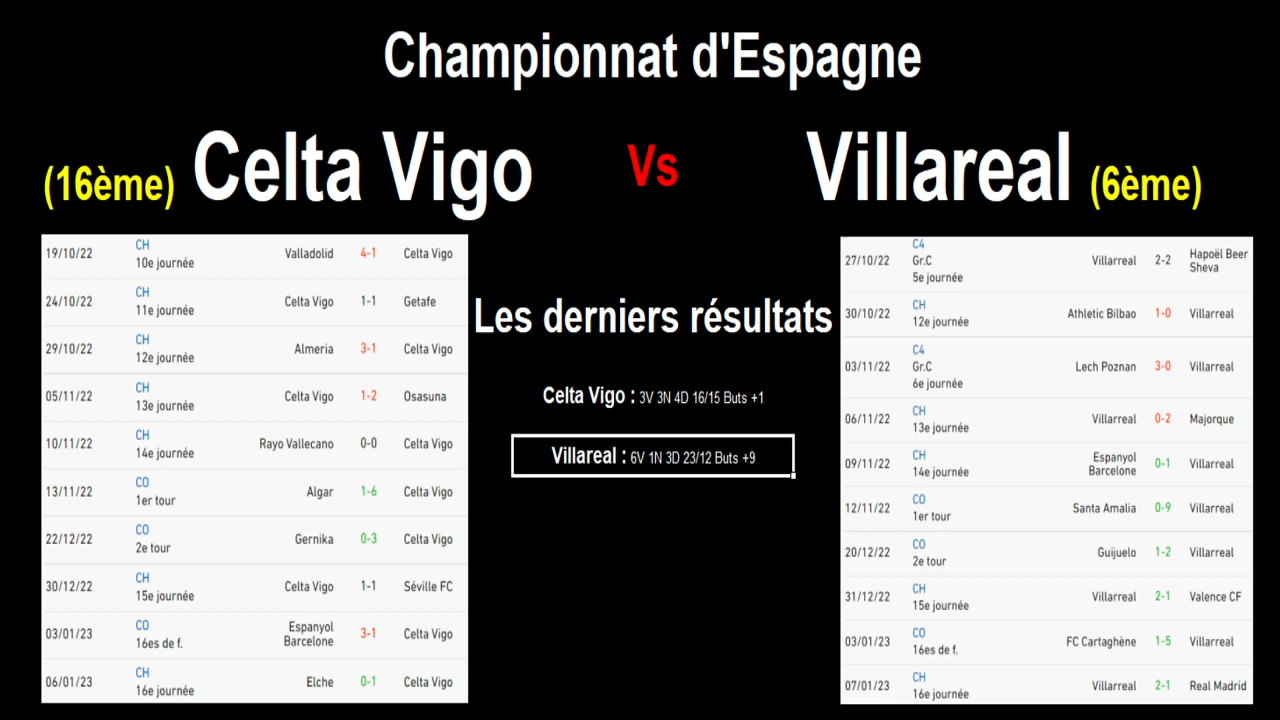 Championnat d'Espagne
(16ème) Celta Vigo Vs Villareal (6ème)
19/10/22 CH Valladolid 4-1 Celta Vigo
10e journée
24/10/22 CH Celta Vigo 1-1 Getafe
11e journée
29/10/22 CH Almeria 3-1 Celta Vigo
12e journée
05/11/22 CH Celta Vigo 1-2 Osasuna
13e journée
10/11/22 CH Rayo Vallecano 0-0 Celta Vigo
14e journée
13/11/22 CO Algar 1-6 Celta Vigo
1er tour
22/12/22 CO Gernika 0-3 Celta Vigo
2e tour
30/12/22 CH Celta Vigo 1-1 Séville FC
15e journée
03/01/23 CO Espanyol Barcelone 3-1 Celta Vigo
16es de f.
06/01/23 CH Elche 0-1 Celta Vigo
16e journée
Les derniers résultats
Celta Vigo : 3V 3N 4D 16/15 Buts +1
Villareal : 6V 1N 3D 23/12 Buts +9
27/10/22 C4 Villarreal 2-2 Hapoël Beer Sheva
Gr.C
5e journée
30/10/22 CH Athletic Bilbao 1-0 Villarreal
12e journée
03/11/22 C4 Lech Poznan 3-0 Villarreal
Gr.C
6e journée
06/11/22 CH Villarreal 0-2 Majorque
13e journée
09/11/22 CH Espanyol Barcelone 0-1 Villarreal
14e journée
12/11/22 CO Santa Amalia 0-9 Villarreal
1er tour
20/12/22 CO Guijuelo 1-2 Villarreal
2e tour
31/12/22 CH Villarreal 2-1 Valence CF
15e journée
03/01/23 CO FC Cartaghène 1-5 Villarreal
16es de f.
07/01/23 CH Villarreal 2-1 Real Madrid
16e journée